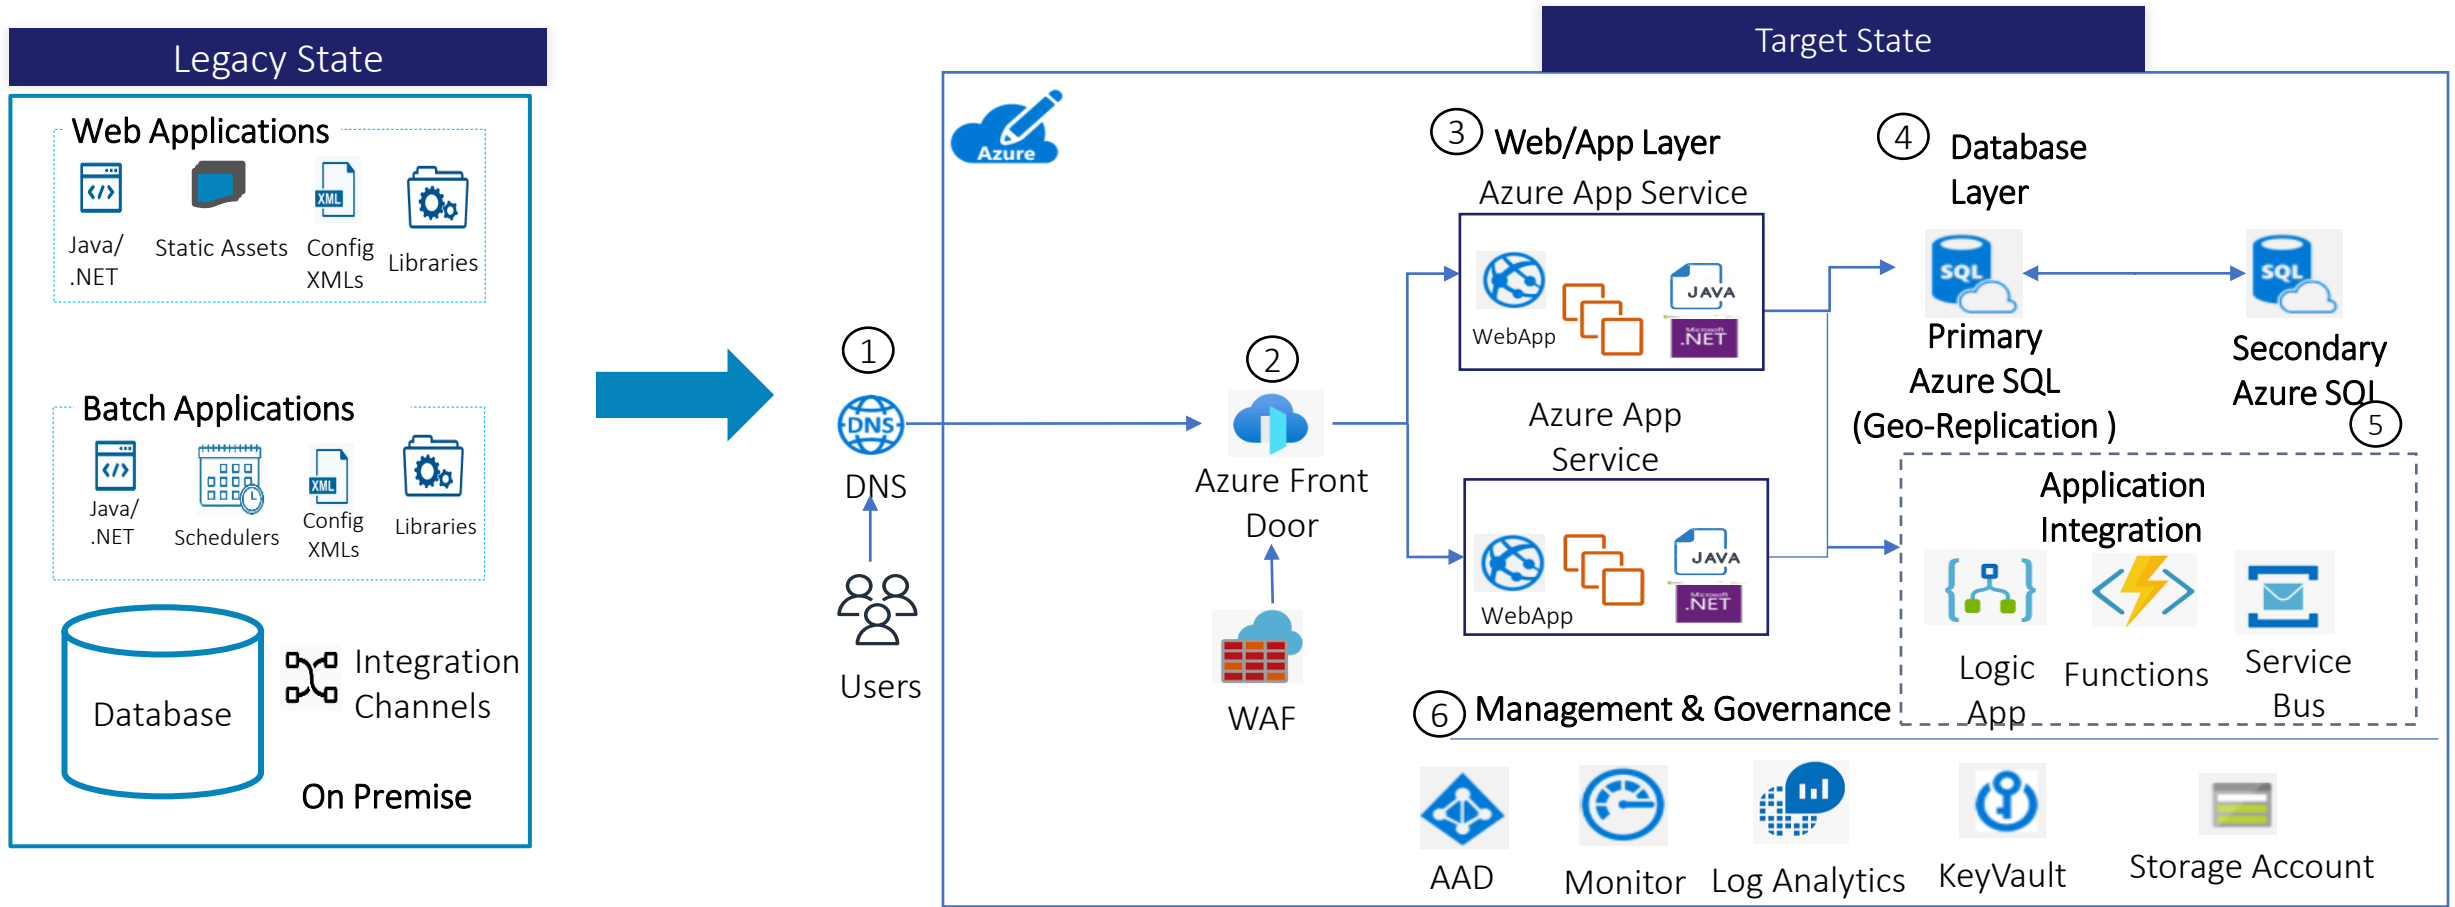 Legacy State
Web Applications
Java/
.NET
Static Assets
XML
Config
XMLs
Libraries
Batch Applications
Java/
.NET
Schedulers
XML
Config
XMLs
Libraries
Database
Integration
Channels
On Premise
Target State
Azure
1
DNS
DNS
Users
2
Azure Front
Door
WAF
3
Web/App Layer
Azure App Service
WebApp
JAVA
Microsoft
.NET
Azure App
Service
WebApp
JAVA
Microsoft
.NET
4
Database
Layer
SQL
Primary
Azure SQL
(Geo-Replication )
SQL
Secondary
Azure SQL
5
Application
Integration
Logic
App
Functions
Service
Bus
6
Management & Governance
AAD
Monitor
Log Analytics
KeyVault
Storage Account